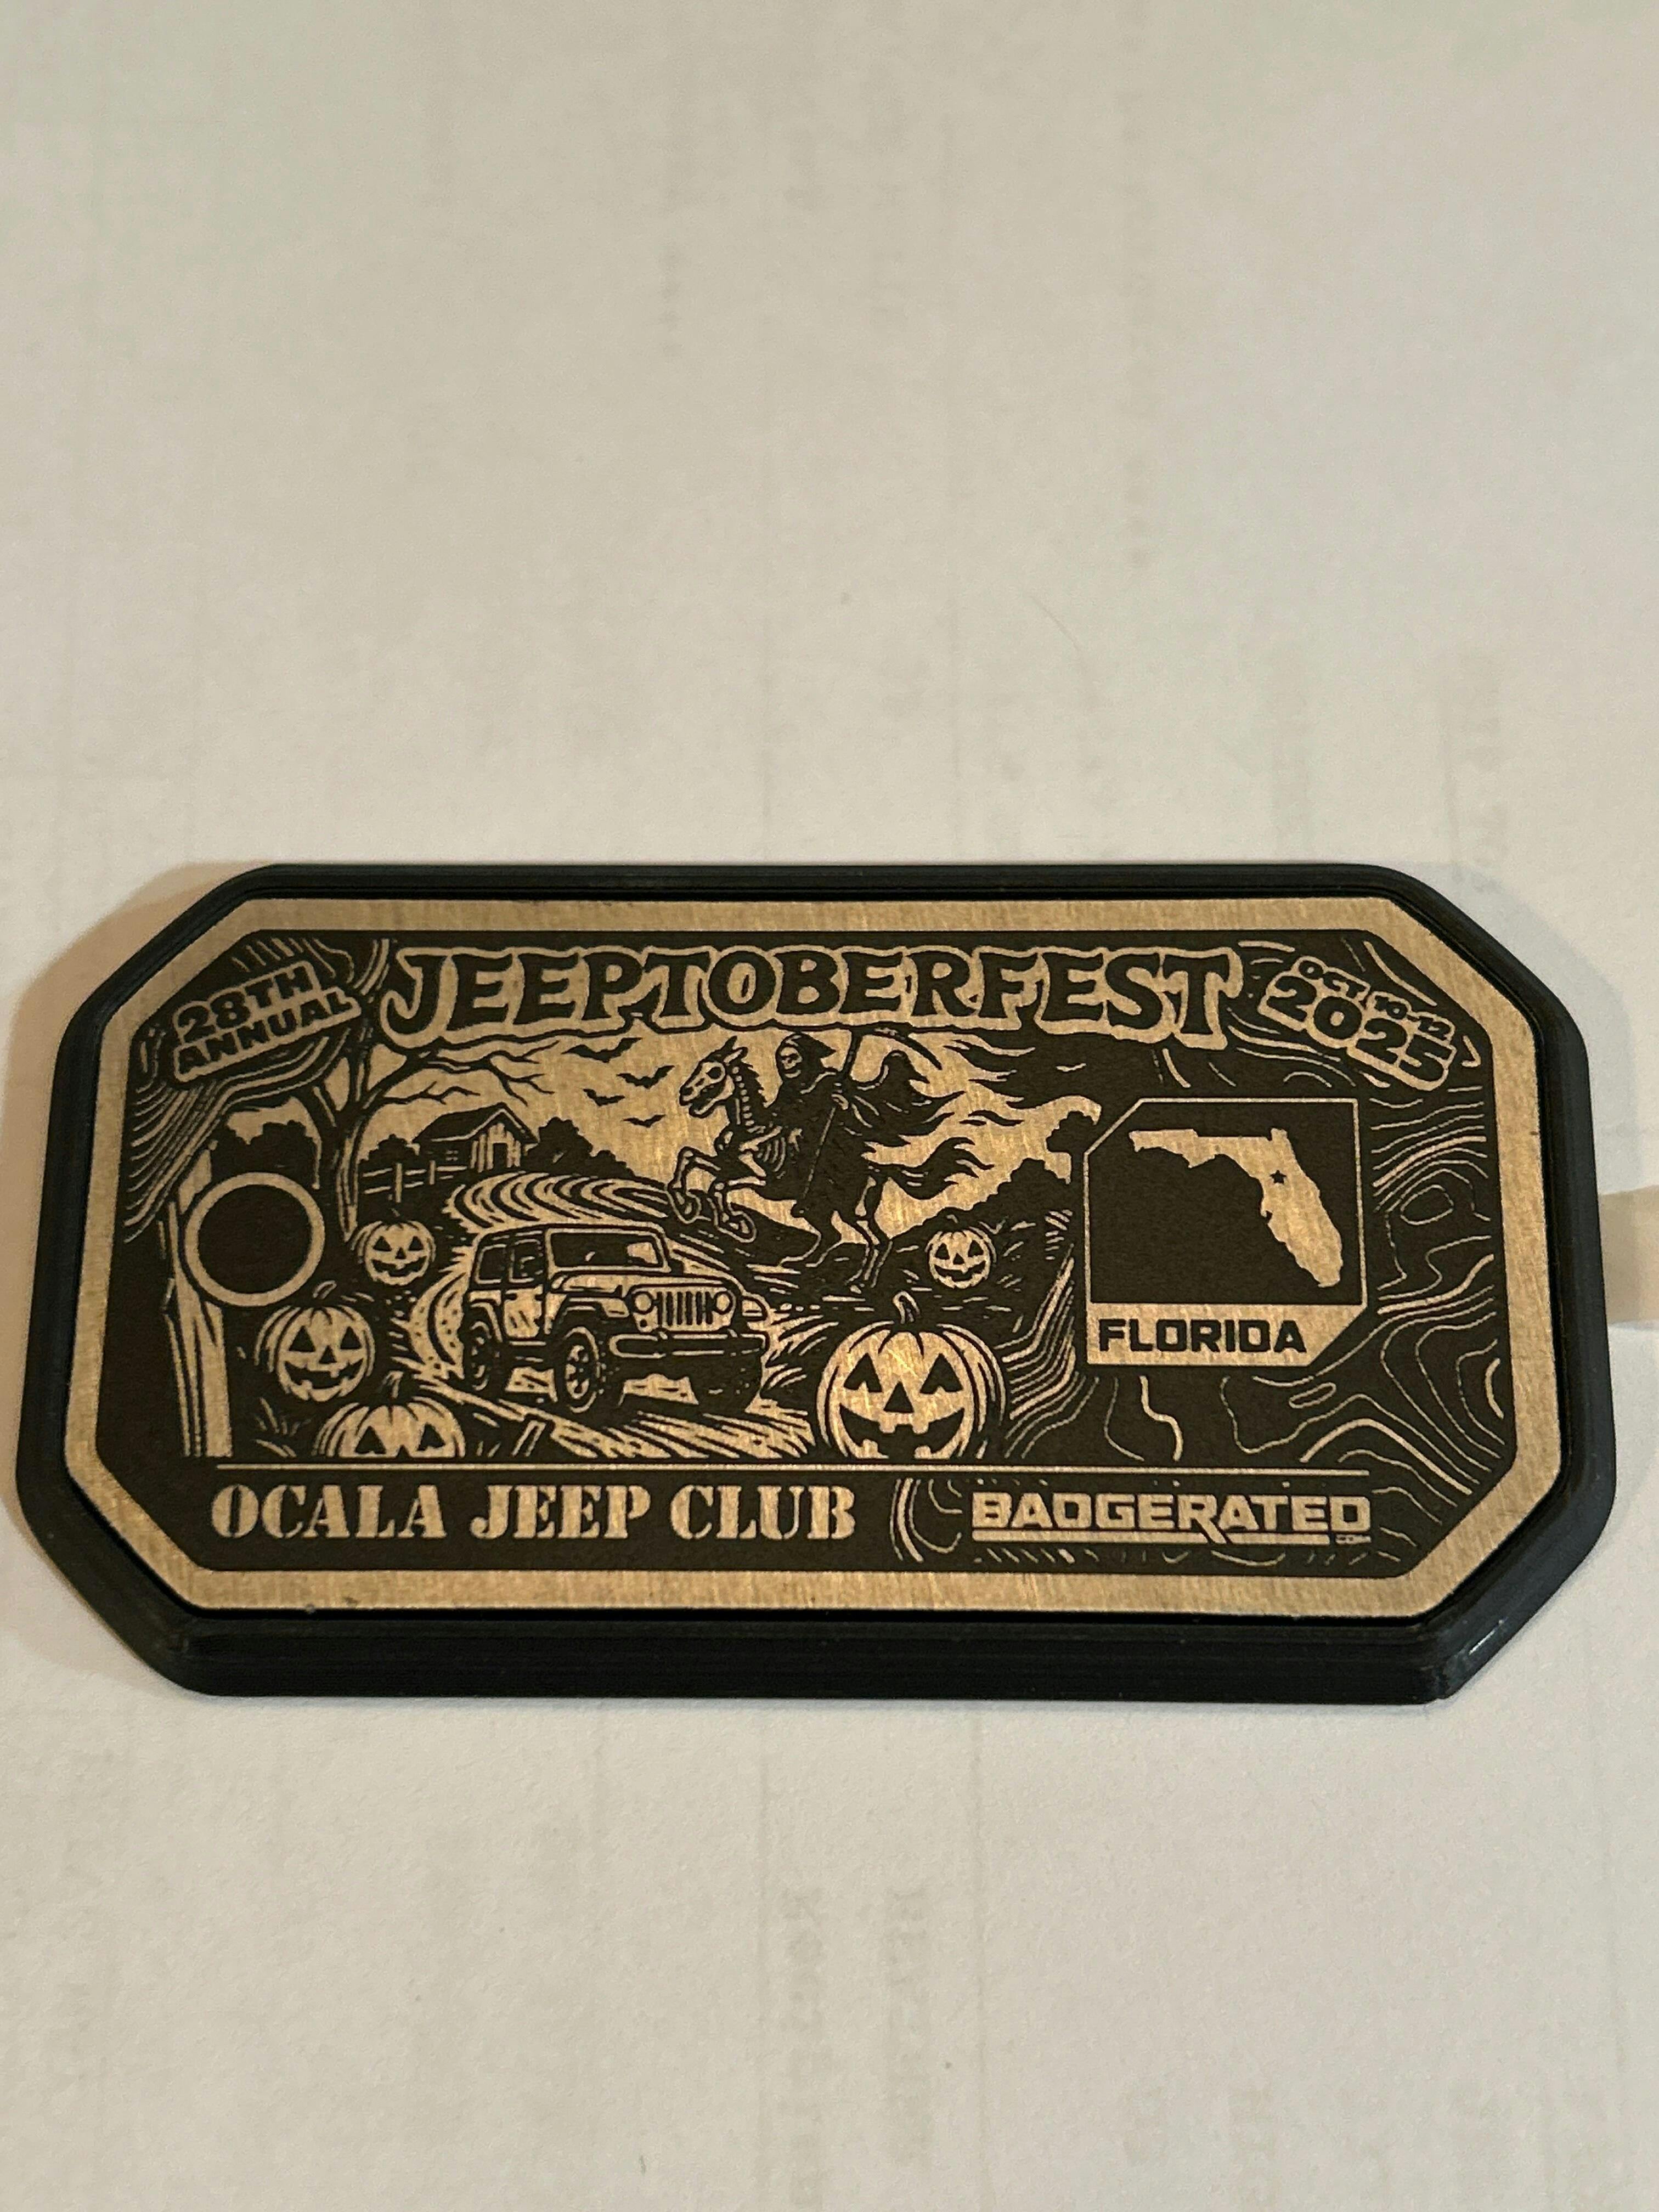 28TH
ANNUAL
JEEPTOBERFEST
OCT 10-12
2025
FLORIDA
OCALA JEEP CLUB
BADGERATED